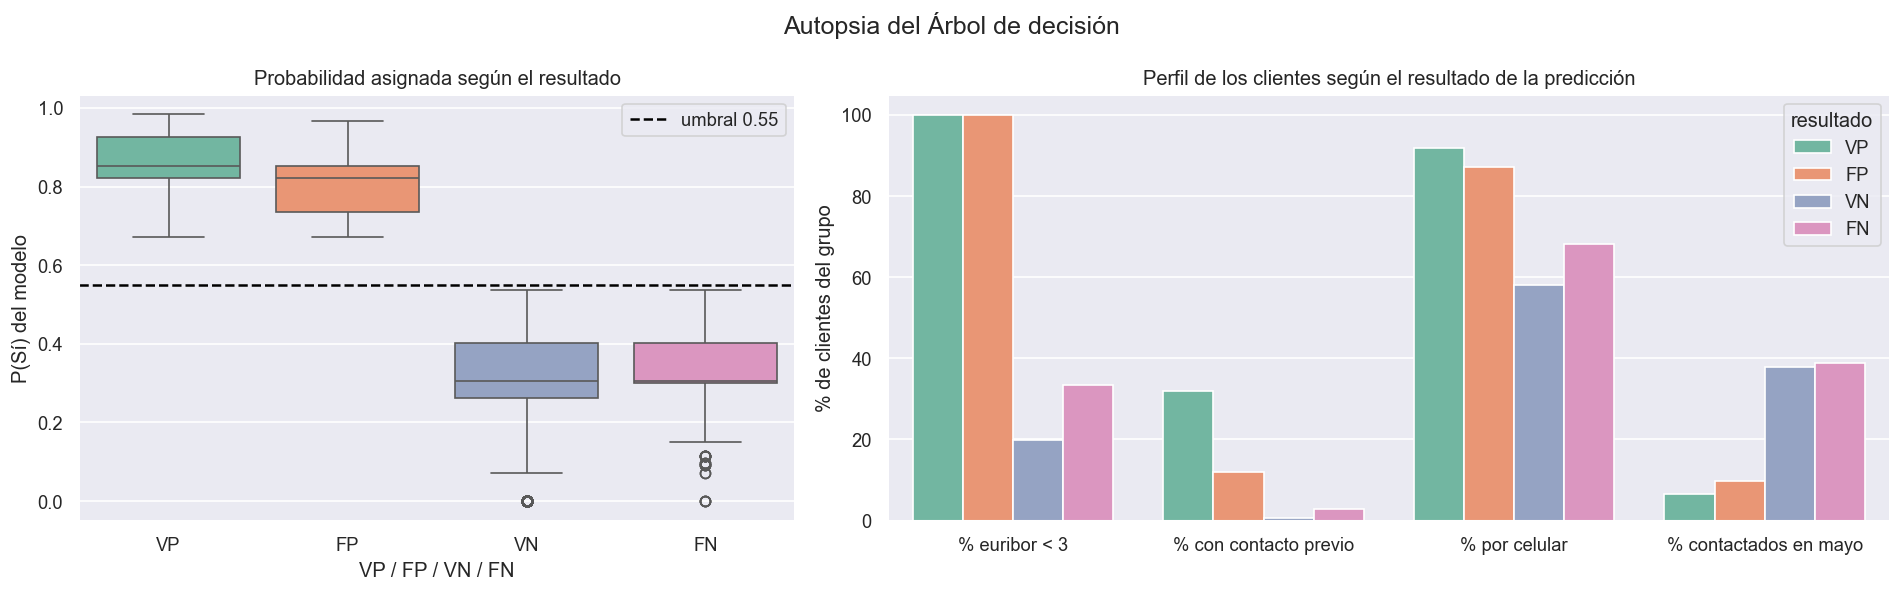 Autopsia del Árbol de decisión
Probabilidad asignada según el resultado
P(Sí) del modelo
1.0
0.8
0.6
0.4
0.2
0.0
umbral 0.55
VP
FP
VN
FN
VP / FP / VN / FN
Perfil de los clientes según el resultado de la predicción
% de clientes del grupo
100
80
60
40
20
0
resultado
VP
FP
VN
FN
% euribor < 3
% con contacto previo
% por celular
% contactados en mayo